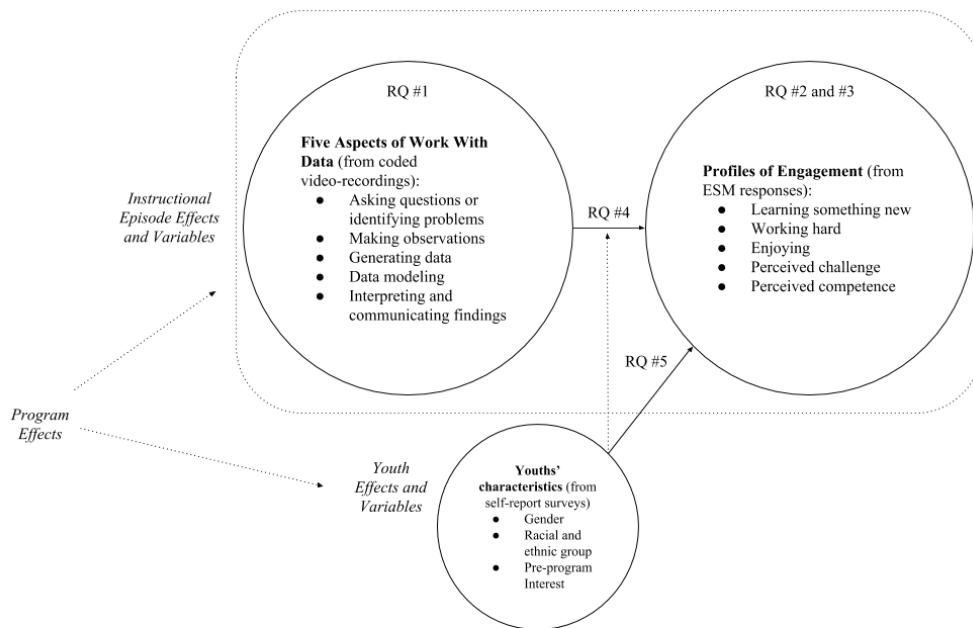 RQ #1
Five Aspects of Work With
Data (from coded
video-recordings):
● Asking questions or
identifying problems
● Making observations
● Generating data
● Data modeling
● Interpreting and
communicating findings
RQ #2 and #3
Profiles of Engagement (from
ESM responses):
● Learning something new
● Working hard
● Enjoying
● Perceived challenge
● Perceived competence
Instructional
Episode Effects
and Variables
RQ #4
RQ #5
Program
Effects
Youth
Effects and
Variables
Youths’
characteristics (from
self-report surveys)
● Gender
● Racial and
ethnic group
● Pre-program
Interest